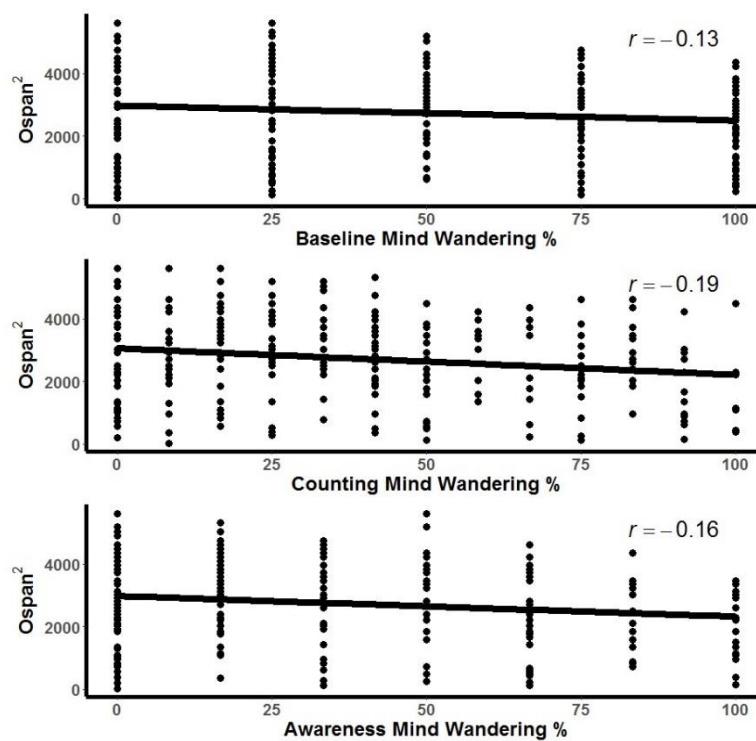 r = −0.13
Ospan²
4000
2000
0
0 25 50 75 100
Baseline Mind Wandering %
r = −0.19
Ospan²
4000
2000
0
0 25 50 75 100
Counting Mind Wandering %
r = −0.16
Ospan²
4000
2000
0
0 25 50 75 100
Awareness Mind Wandering %